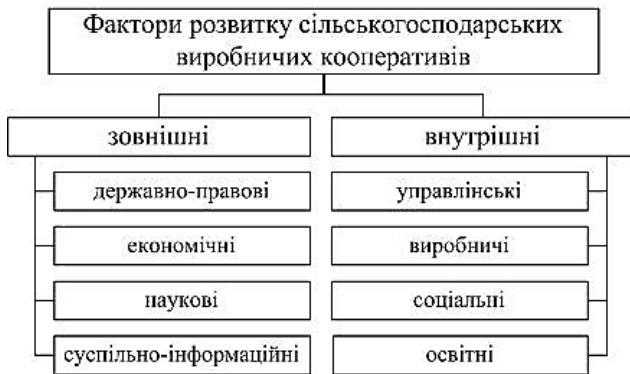 Фактори розвитку сільськогосподарських
виробничих кооперативів
зовнішні
внутрішні
державно-правові
управлінські
економічні
виробничі
наукові
соціальні
суспільно-інформаційні
освітні